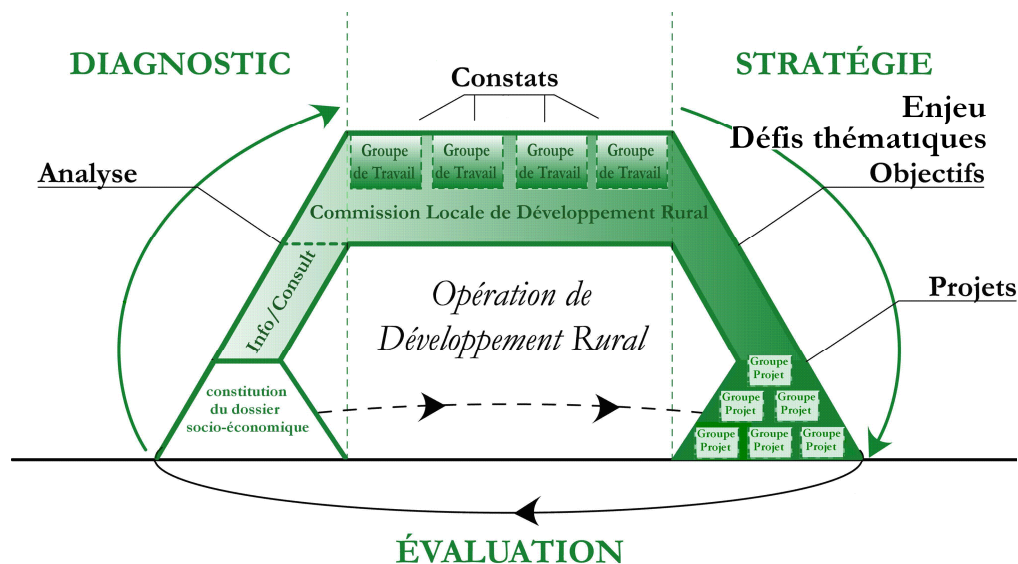 DIAGNOSTIC
STRATÉGIE
Constats
Enjeu
Défis thématiques
Objectifs
Analyse
Groupe
de Travail
Groupe
de Travail
Groupe
de Travail
Groupe
de Travail
Commission Locale de Développement Rural
Info/Consult
Opération de
Développement Rural
Projets
constitution
du dossier
socio-économique
Groupe
Projet
Groupe
Projet
Groupe
Projet
Groupe
Projet
Groupe
Projet
Groupe
Projet
ÉVALUATION